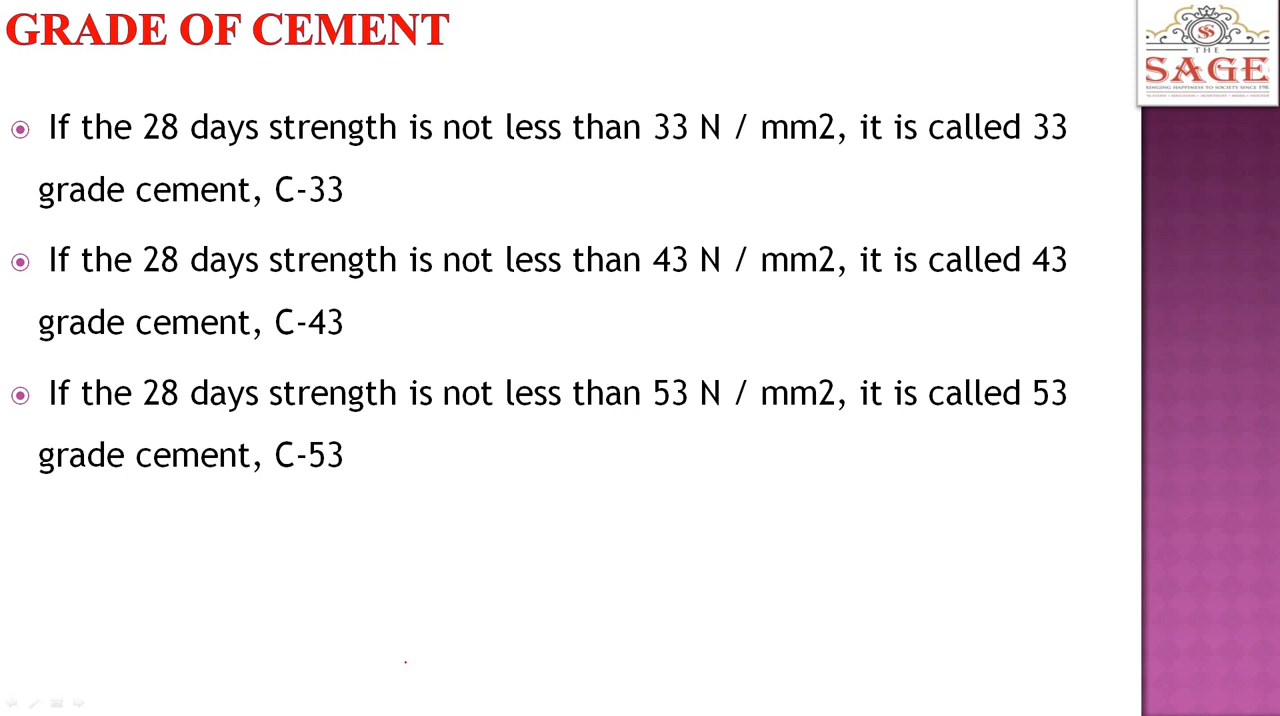 GRADE OF CEMENT
THE
SAGE
If the 28 days strength is not less than 33 N / mm2, it is called 33
grade cement, C-33
If the 28 days strength is not less than 43 N / mm2, it is called 43
grade cement, C-43
If the 28 days strength is not less than 53 N / mm2, it is called 53
grade cement, C-53